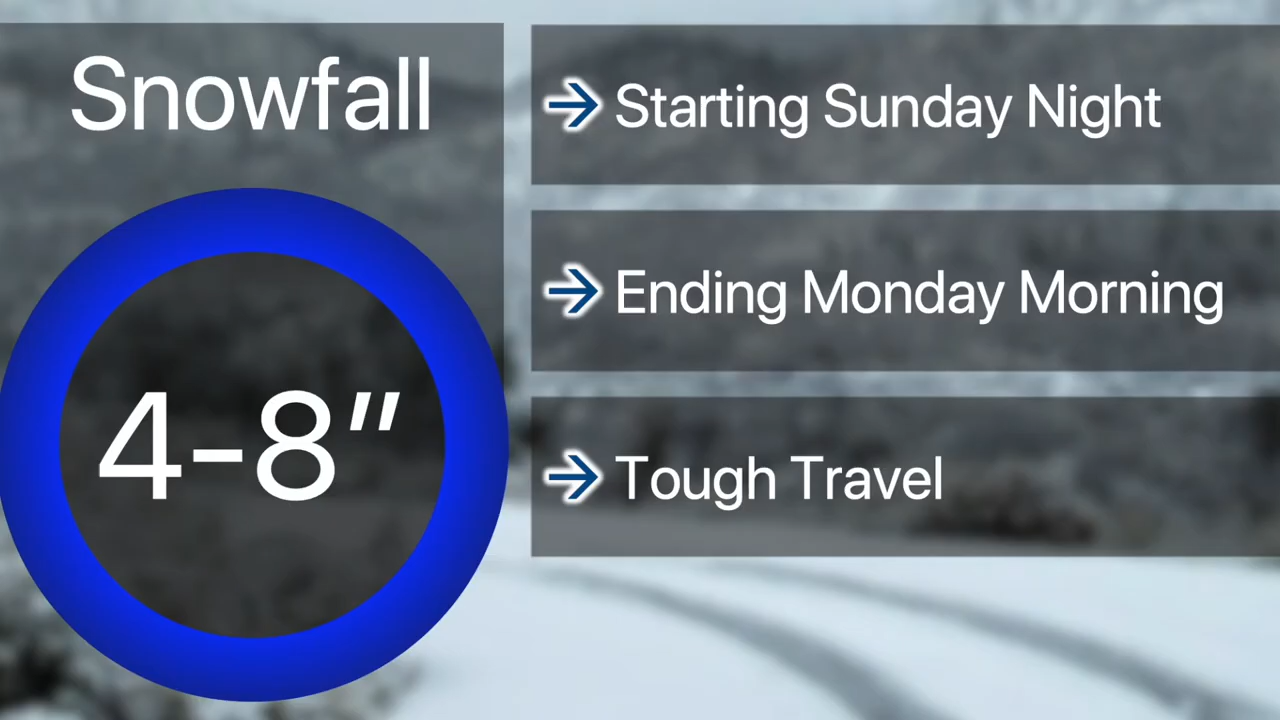 Snowfall
4-8"
Starting Sunday Night
Ending Monday Morning
Tough Travel